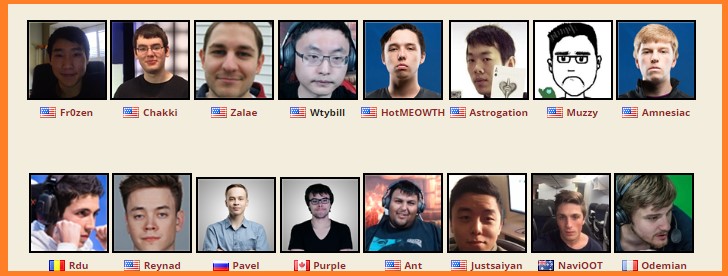 Fr0zen Chakki Zalae Wtybill HotMEOWTH Astrogation Muzzy Amnesiac
Rdu Reynad Pavel Purple Ant Justsaiyan NaviOOT Odemian